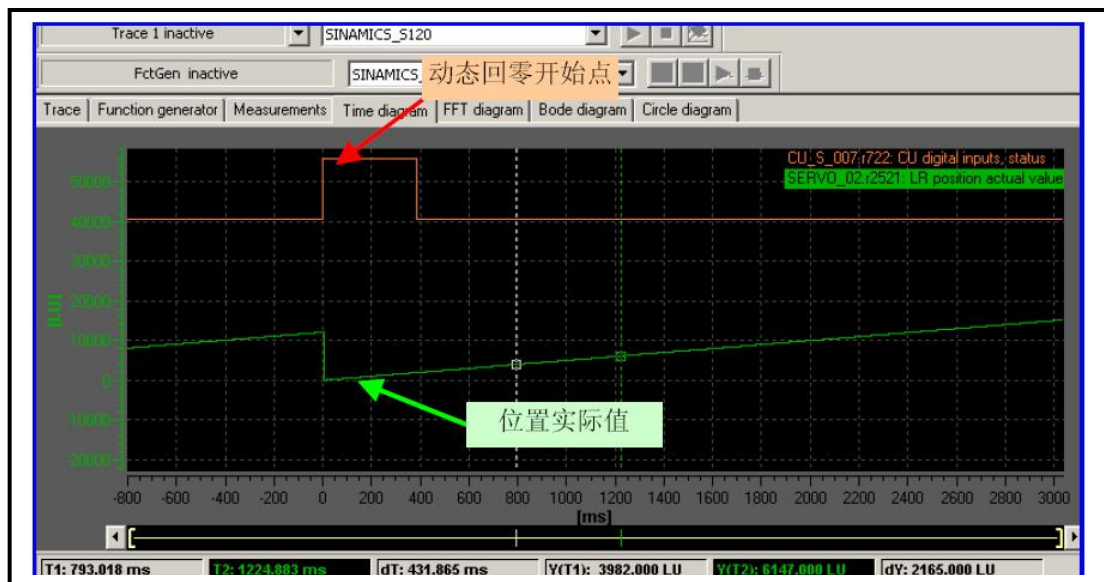 Trace 1 inactive SINAMICS_S120
FctGen inactive SINAMICS_
动态回零开始点
Trace Function generator Measurements Time diagram FFT diagram Bode diagram Circle diagram
CU_S_007.r722: CU digital inputs, status
SERVO_02.r2521: LR position actual value
50000
40000
30000
20000
10000
0
-10000
-20000
位置实际值
-800 -600 -400 -200 0 200 400 600 800 1000 1200 1400 1600 1800 2000 2200 2400 2600 2800 3000
[ms]
T1: 793.018 ms T2: 1224.883 ms dT: 431.865 ms Y(T1): 3982.000 LU Y(T2): 6147.000 LU dY: 2165.000 LU